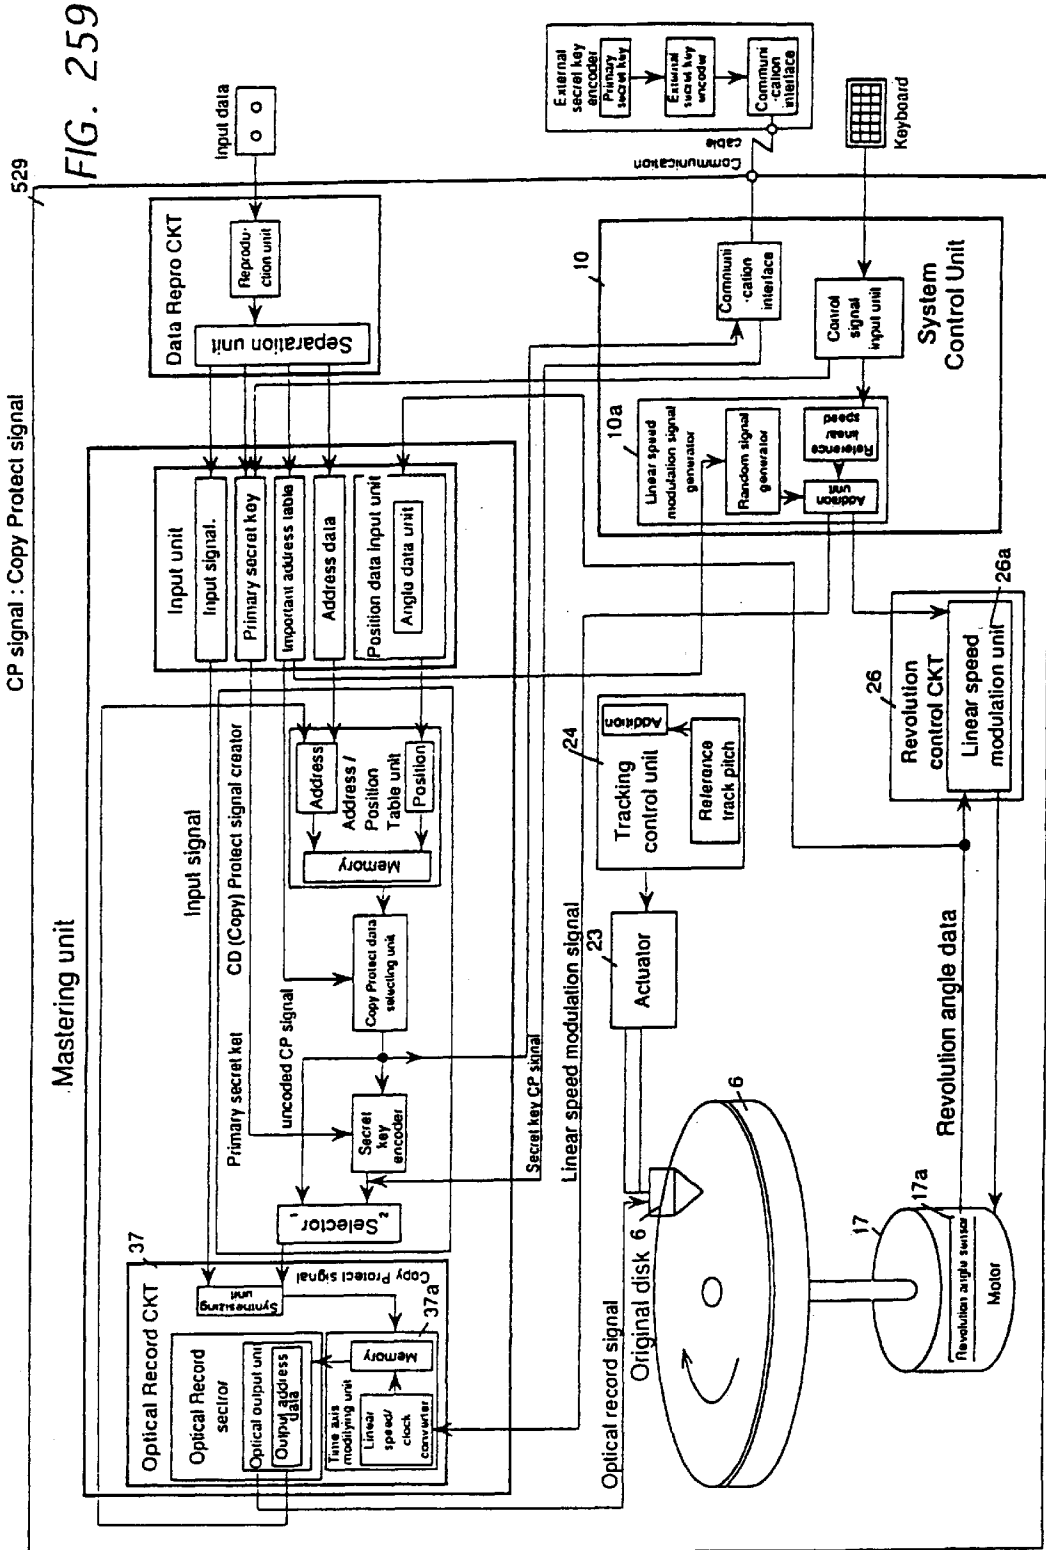 FIG. 259
CP signal : Copy Protect signal
529
Mastering unit
Input data
Data Repro CKT
Reprodu-
ction unit
Separation unit
Input unit
Input signal.
Primary secret key
Important address table
Address data
Position data input unit
Anglu data unit
Input signal
Primary secret ket
CD (Copy) Protect signal creator
uncoded CP signal
Address
Address /
Position
Table unit
Position
Memory
Copy Protect data
selecting unit
Secret
key
encoder
Selector
1
2
Secret key CP signal
37
Optical Record CKT
Synthesizing
unit
Copy Protect signal
37a
Optical Record
sectror
Optical output uni
Output address
data
Time axis
modifying unit
Memory
Linear
speed/
clock
converter
Linear speed modulation signal
External
secret key
encoder
Primary
secret key
External
secret key
encoder
Communi
-cation
interface
Communication
cable
Keyboard
10
System
Control Unit
Communi
-cation
interface
Control
signal
input unit
10a
Linear speed
modulation signal
generator
Random signal
generator
Reference
linear
speed
Addition
unit
24
Tracking
control unit
Addition
Reference
track pitch
23
Actuator
26
Revolution
control CKT
26a
Linear speed
modulation unit
Optical record signal
Original disk 6
6
Revolution angle data
17
17a
Revolution angle sensor
Motor